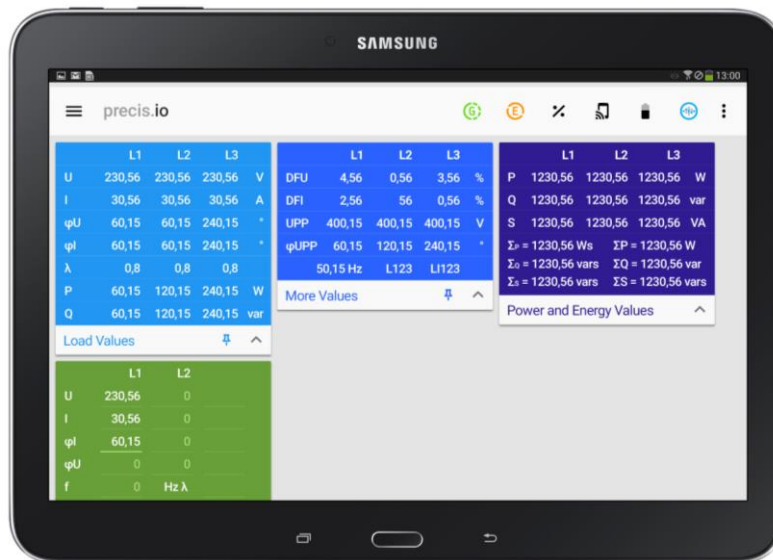 SAMSUNG
13:00
precis.io
G E
L1 L2 L3
U 230,56 230,56 230,56 V
I 30,56 30,56 30,56 A
φU 60,15 60,15 240,15 °
φI 60,15 60,15 240,15 °
λ 0,8 0,8 0,8
P 60,15 120,15 240,15 W
Q 60,15 120,15 240,15 var
Load Values
L1 L2 L3
DFU 4,56 0,56 3,56 %
DFI 2,56 56 0,56 %
UPP 400,15 400,15 400,15 V
φUPP 60,15 120,15 240,15 °
50,15 Hz L123 LI123
More Values
L1 L2 L3
P 1230,56 1230,56 1230,56 W
Q 1230,56 1230,56 1230,56 var
S 1230,56 1230,56 1230,56 VA
ΣP = 1230,56 Ws ΣP = 1230,56 W
ΣQ = 1230,56 vars ΣQ = 1230,56 var
ΣS = 1230,56 vars ΣS = 1230,56 vars
Power and Energy Values
L1 L2
U 230,56 0
I 30,56 0
φI 60,15 0
φU 0 0
f 0 Hz λ